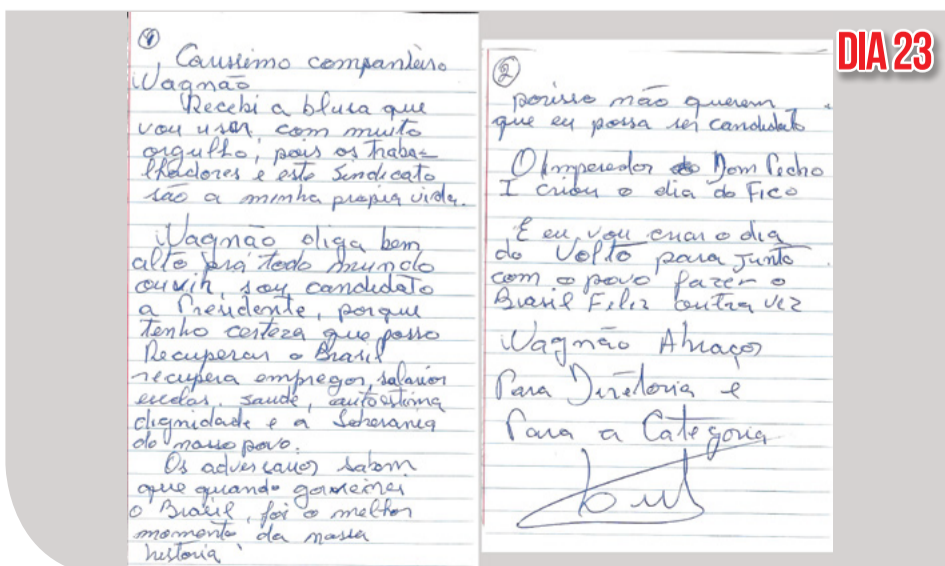 DIA 23
1
Caríssimo companheiro
Wagnão
Recebi a blusa que
vou usar com muito
orgulho, pois os traba-
lhadores e este Sindicato
são a minha propia vida.
Wagnão diga bem
alto prá todo mundo
ouvir, sou candidato
a Presidente, porque
tenho certeza que posso
Recuperar o Brasil
recupera empregos, salarios
escolas, saude, autoestima
dignidade e a Soberania
do nosso povo.
Os adversarios sabem
que quando governei
o Brasil, foi o melhor
momento da nossa
historia
2
porisso não querem
que eu possa ser candidato
O Imperador Dom Pedro
I criou o dia do Fico
E eu vou criar o dia
do Volto para junto
com o povo fazer o
Brasil Feliz outra vez
Wagnão Abraços
Para Diretoria e
Para a Categoria